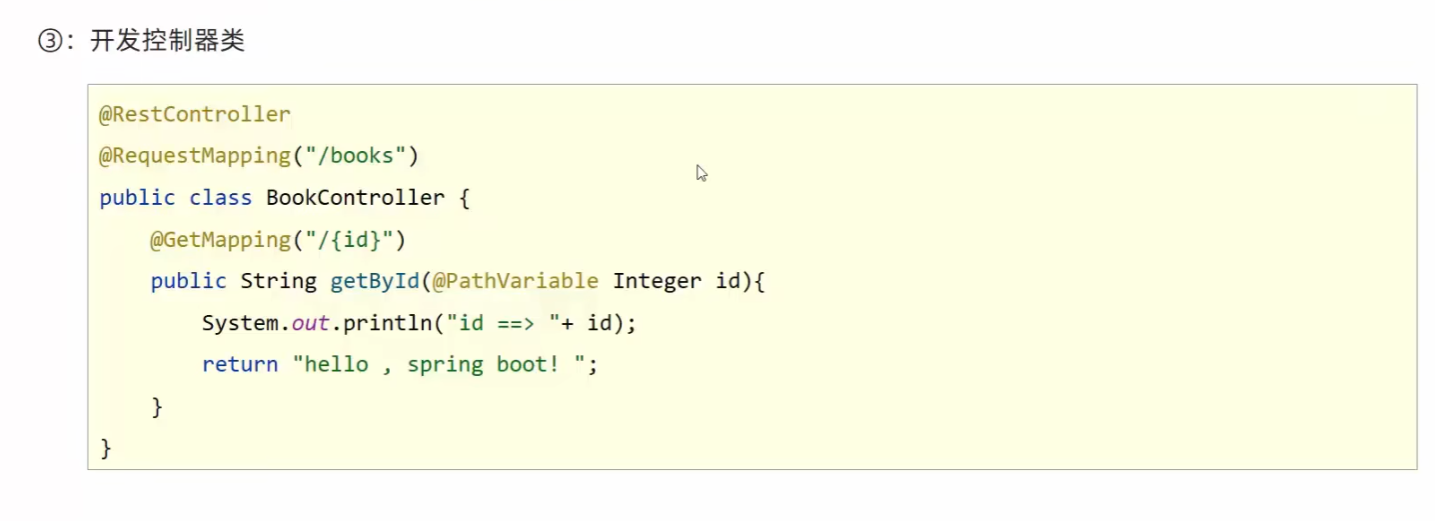 ③：开发控制器类
@RestController
@RequestMapping("/books")
public class BookController {
    @GetMapping("/{id}")
    public String getById(@PathVariable Integer id){
        System.out.println("id ==> "+ id);
        return "hello , spring boot! ";
    }
}